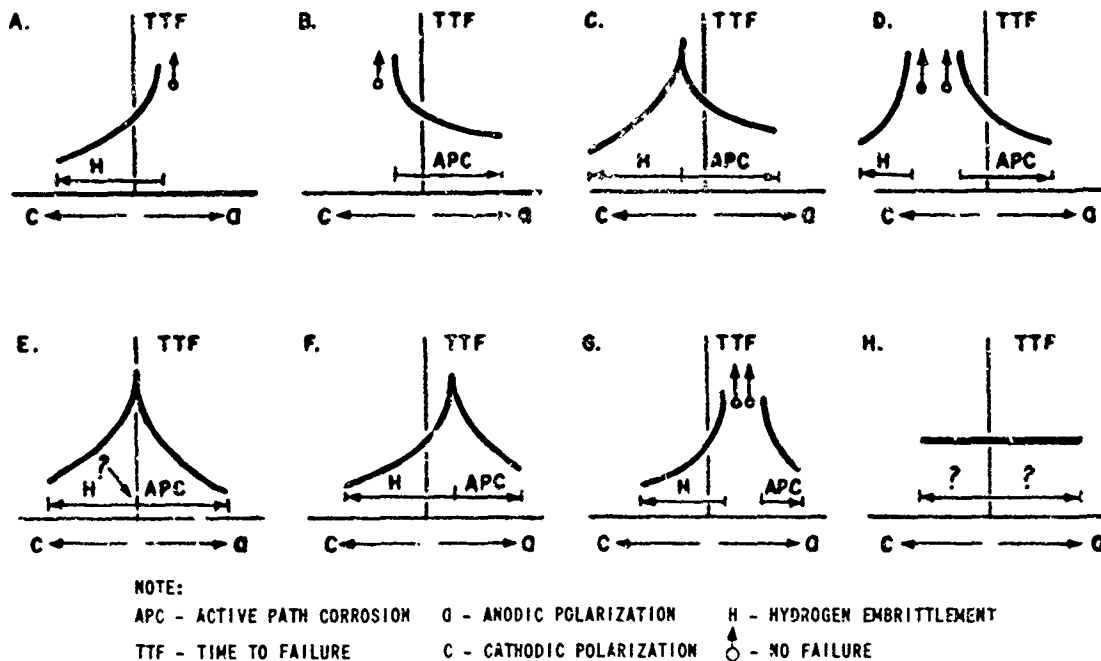 A. TTF
B. TTF
C. TTF
D. TTF
H
APC
H APC
H APC
C a
C a
C a
C a
E. TTF
F. TTF
G. TTF
H. TTF
?
H APC
H APC
H APC
? ?
C a
C a
C a
C a
NOTE:
APC - ACTIVE PATH CORROSION a - ANODIC POLARIZATION H - HYDROGEN EMBRITTLEMENT
TTF - TIME TO FAILURE C - CATHODIC POLARIZATION - NO FAILURE